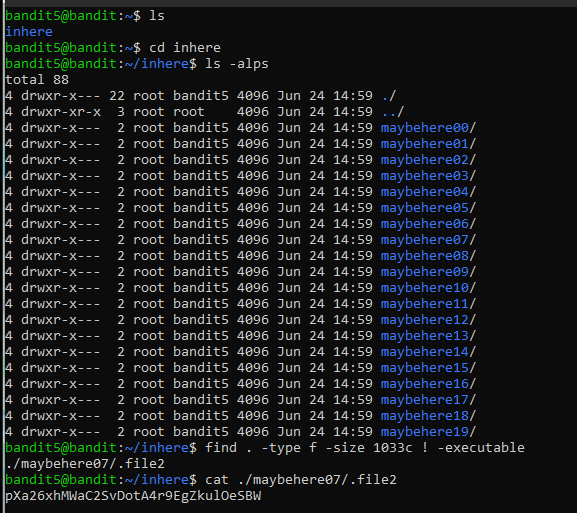 bandit5@bandit:~$ ls
inhere
bandit5@bandit:~$ cd inhere
bandit5@bandit:~/inhere$ ls -alps
total 88
4 drwxr-x--- 22 root bandit5 4096 Jun 24 14:59 ./
4 drwxr-xr-x  3 root root    4096 Jun 24 14:59 ../
4 drwxr-x---  2 root bandit5 4096 Jun 24 14:59 maybehere00/
4 drwxr-x---  2 root bandit5 4096 Jun 24 14:59 maybehere01/
4 drwxr-x---  2 root bandit5 4096 Jun 24 14:59 maybehere02/
4 drwxr-x---  2 root bandit5 4096 Jun 24 14:59 maybehere03/
4 drwxr-x---  2 root bandit5 4096 Jun 24 14:59 maybehere04/
4 drwxr-x---  2 root bandit5 4096 Jun 24 14:59 maybehere05/
4 drwxr-x---  2 root bandit5 4096 Jun 24 14:59 maybehere06/
4 drwxr-x---  2 root bandit5 4096 Jun 24 14:59 maybehere07/
4 drwxr-x---  2 root bandit5 4096 Jun 24 14:59 maybehere08/
4 drwxr-x---  2 root bandit5 4096 Jun 24 14:59 maybehere09/
4 drwxr-x---  2 root bandit5 4096 Jun 24 14:59 maybehere10/
4 drwxr-x---  2 root bandit5 4096 Jun 24 14:59 maybehere11/
4 drwxr-x---  2 root bandit5 4096 Jun 24 14:59 maybehere12/
4 drwxr-x---  2 root bandit5 4096 Jun 24 14:59 maybehere13/
4 drwxr-x---  2 root bandit5 4096 Jun 24 14:59 maybehere14/
4 drwxr-x---  2 root bandit5 4096 Jun 24 14:59 maybehere15/
4 drwxr-x---  2 root bandit5 4096 Jun 24 14:59 maybehere16/
4 drwxr-x---  2 root bandit5 4096 Jun 24 14:59 maybehere17/
4 drwxr-x---  2 root bandit5 4096 Jun 24 14:59 maybehere18/
4 drwxr-x---  2 root bandit5 4096 Jun 24 14:59 maybehere19/
bandit5@bandit:~/inhere$ find . -type f -size 1033c ! -executable
./maybehere07/.file2
bandit5@bandit:~/inhere$ cat ./maybehere07/.file2
pXa26xhMWaC2SvDotA4r9EgZkulOeSBW